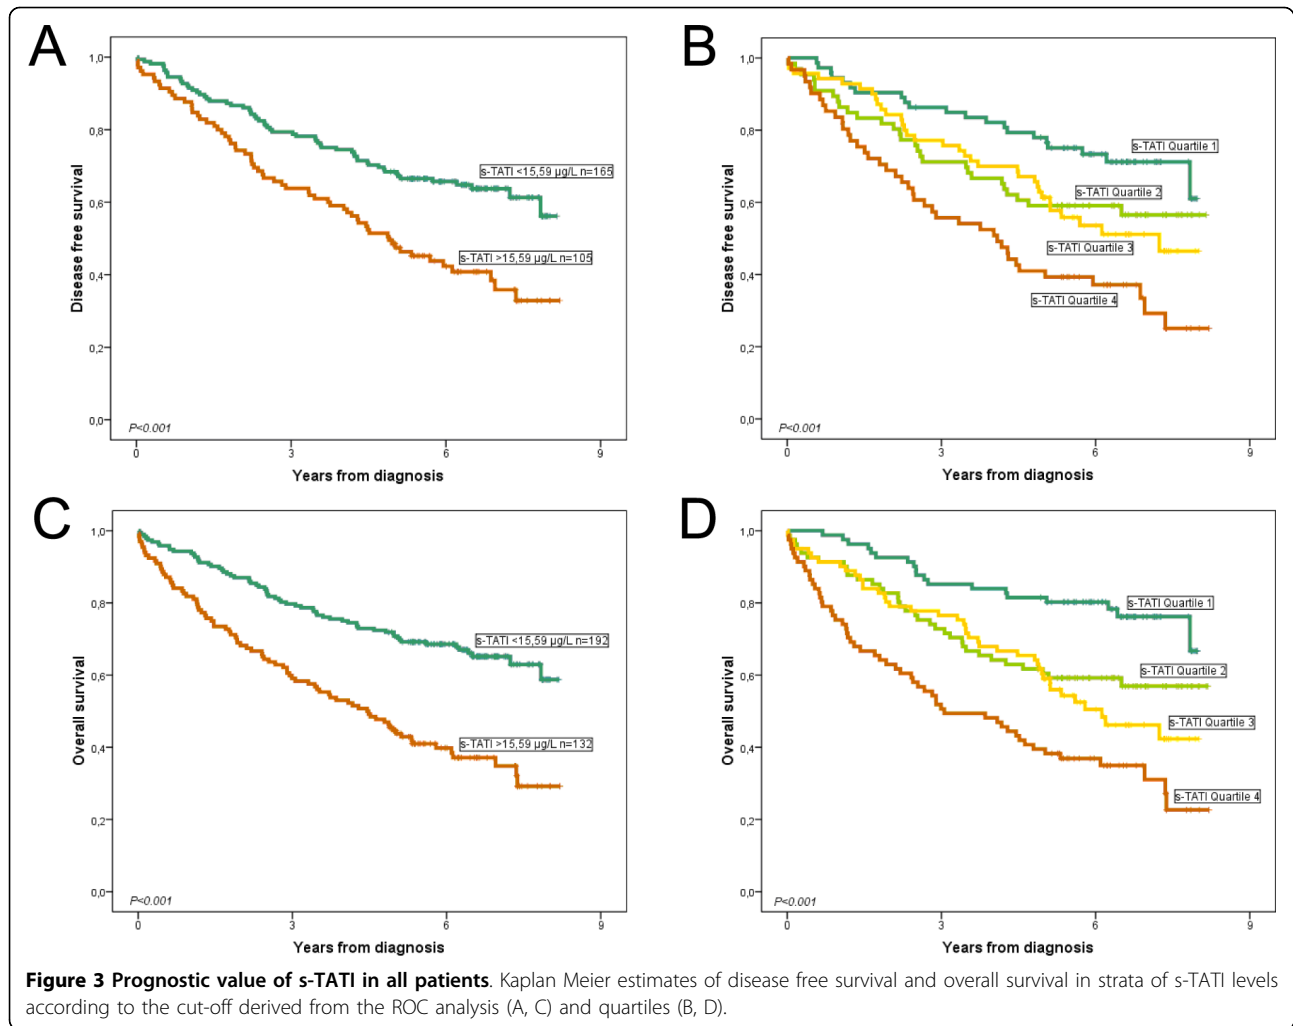 A
Disease free survival
1,0
0,8
0,6
0,4
0,2
0,0
s-TATI <15,59 µg/L n=165
s-TATI >15,59 µg/L n=105
P<0.001
0 3 6 9
Years from diagnosis
B
Disease free survival
1,0
0,8
0,6
0,4
0,2
0,0
s-TATI Quartile 1
s-TATI Quartile 2
s-TATI Quartile 3
s-TATI Quartile 4
P<0.001
0 3 6 9
Years from diagnosis
C
Overall survival
1,0
0,8
0,6
0,4
0,2
0,0
s-TATI <15,59 µg/L n=192
s-TATI >15,59 µg/L n=132
P<0.001
0 3 6 9
Years from diagnosis
D
Overall survival
1,0
0,8
0,6
0,4
0,2
0,0
s-TATI Quartile 1
s-TATI Quartile 2
s-TATI Quartile 3
s-TATI Quartile 4
P<0.001
0 3 6 9
Years from diagnosis
Figure 3 Prognostic value of s-TATI in all patients. Kaplan Meier estimates of disease free survival and overall survival in strata of s-TATI levels
according to the cut-off derived from the ROC analysis (A, C) and quartiles (B, D).